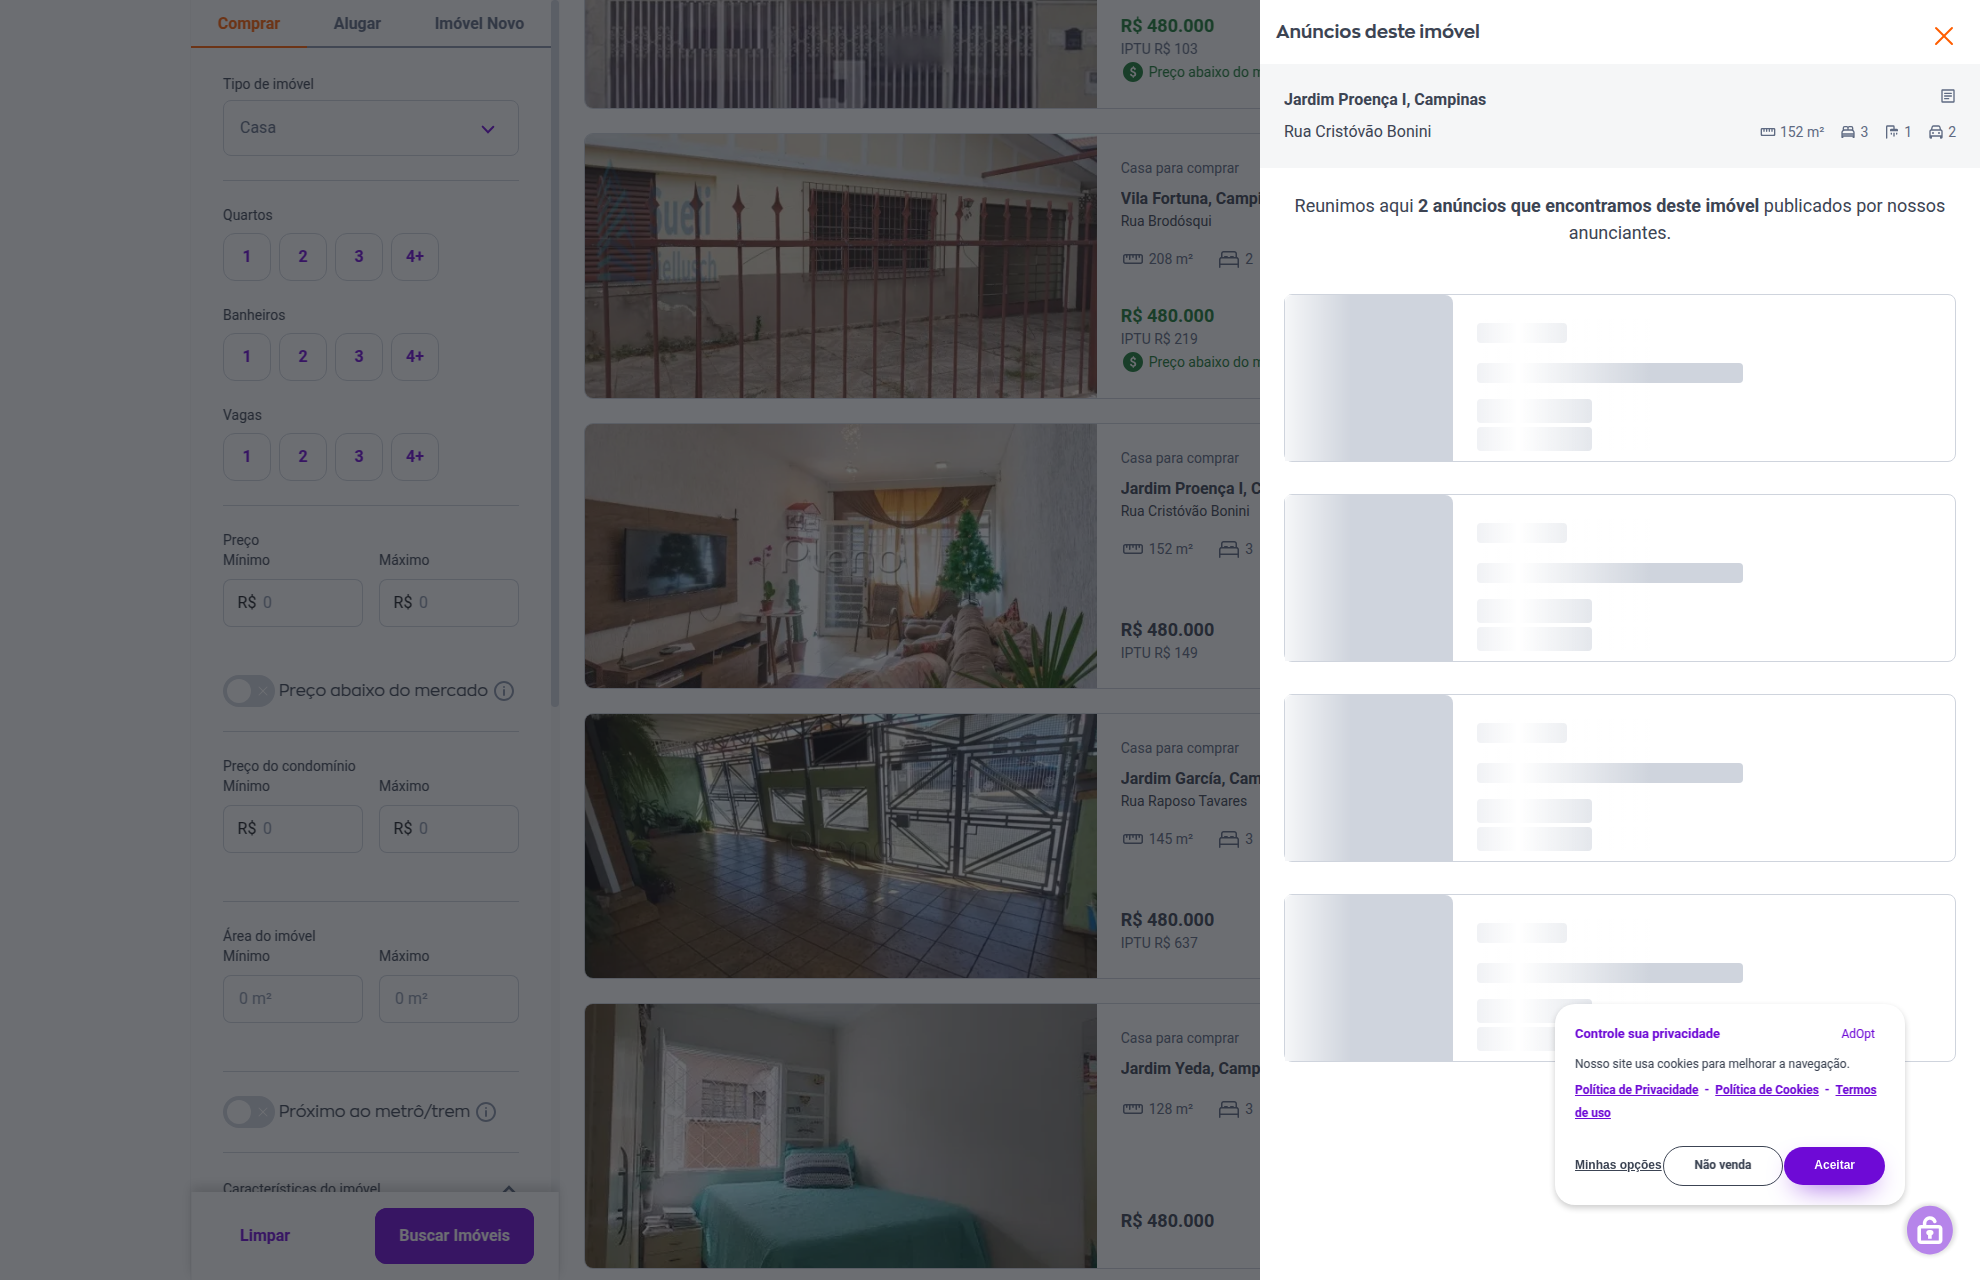 Comprar Alugar Imóvel Novo
Tipo de imóvel
Casa
Quartos
1 2 3 4+
Banheiros
1 2 3 4+
Vagas
1 2 3 4+
Preço
Mínimo Máximo
R$ 0 R$ 0
Preço abaixo do mercado
Preço do condomínio
Mínimo Máximo
R$ 0 R$ 0
Área do imóvel
Mínimo Máximo
0 m² 0 m²
Próximo ao metrô/trem
Características do imóvel
Limpar Buscar Imóveis
R$ 480.000
IPTU R$ 103
Preço abaixo do m
Sueli
Casa para comprar
Vila Fortuna, Campi
Rua Brodósqui
208 m² 2
R$ 480.000
IPTU R$ 219
Preço abaixo do m
Pleno
Casa para comprar
Jardim Proença I, C
Rua Cristóvão Bonini
152 m² 3
R$ 480.000
IPTU R$ 149
Casa para comprar
Jardim García, Cam
Rua Raposo Tavares
145 m² 3
R$ 480.000
IPTU R$ 637
Casa para comprar
Jardim Yeda, Camp
128 m² 3
R$ 480.000
Anúncios deste imóvel
Jardim Proença I, Campinas
Rua Cristóvão Bonini 152 m² 3 1 2
Reunimos aqui 2 anúncios que encontramos deste imóvel publicados por nossos
anunciantes.
Controle sua privacidade AdOpt
Nosso site usa cookies para melhorar a navegação.
Política de Privacidade - Política de Cookies - Termos
de uso
Minhas opções Não venda Aceitar